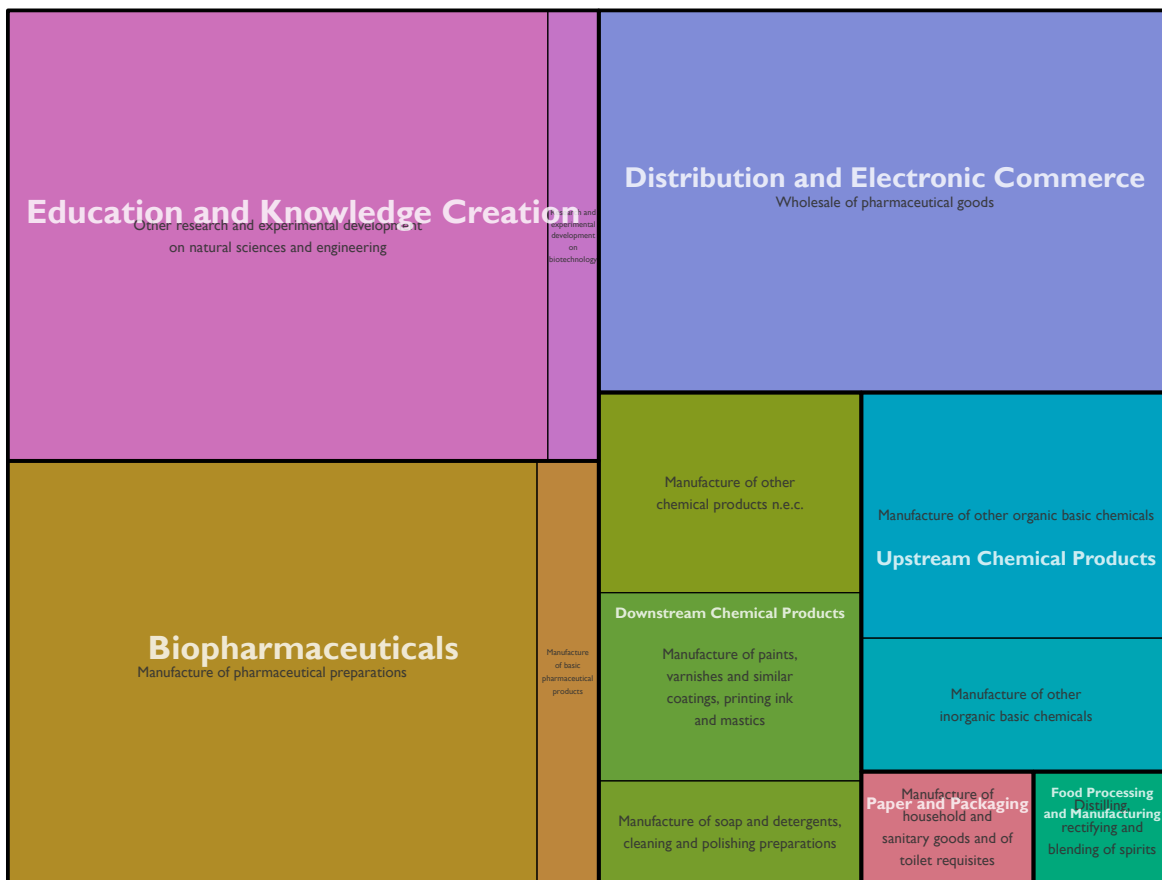 Education and Knowledge Creation
Other research and experimental development
on natural sciences and engineering
Research and
experimental
development
on
biotechnology
Distribution and Electronic Commerce
Wholesale of pharmaceutical goods
Biopharmaceuticals
Manufacture of pharmaceutical preparations
Manufacture
of basic
pharmaceutical
products
Manufacture of other
chemical products n.e.c.
Downstream Chemical Products
Manufacture of paints,
varnishes and similar
coatings, printing ink
and mastics
Manufacture of soap and detergents,
cleaning and polishing preparations
Manufacture of other organic basic chemicals
Upstream Chemical Products
Manufacture of other
inorganic basic chemicals
Paper and Packaging
Manufacture of
household and
sanitary goods and of
toilet requisites
Food Processing
and Manufacturing
Distilling,
rectifying and
blending of spirits